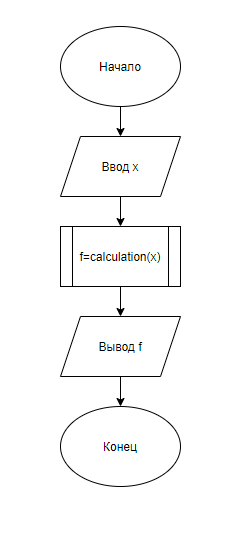 Начало
Ввод x
f=calculation(x)
Вывод f
Конец